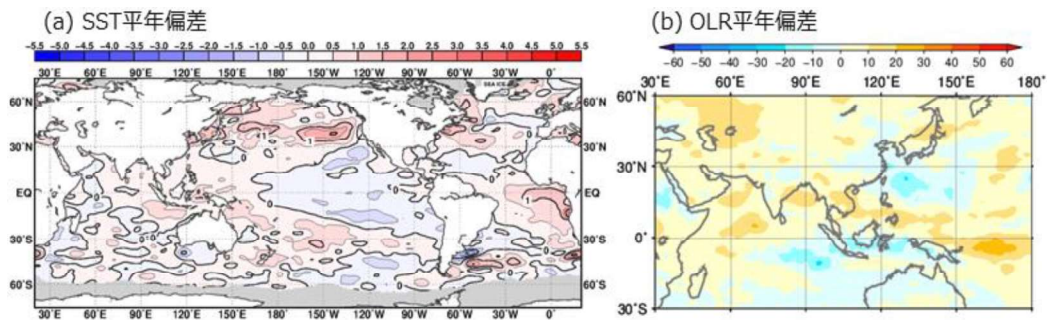 (a) SST平年偏差
-5.5 -5.0 -4.5 -4.0 -3.5 -3.0 -2.5 -2.0 -1.5 -1.0 -0.5 0.0 0.5 1.0 1.5 2.0 2.5 3.0 3.5 4.0 4.5 5.0 5.5
30°E 60°E 90°E 120°E 150°E 180° 150°W 120°W 90°W 60°W 30°W 0°
60°N
30°N
EQ
30°S
60°S
60°N
30°N
EQ
30°S
60°S
30°E 60°E 90°E 120°E 150°E 180° 150°W 120°W 90°W 60°W 30°W 0°
(b) OLR平年偏差
-60 -50 -40 -30 -20 -10 0 10 20 30 40 50 60
30°E 60°E 90°E 120°E 150°E 180°
60°N
30°N
0°
30°S